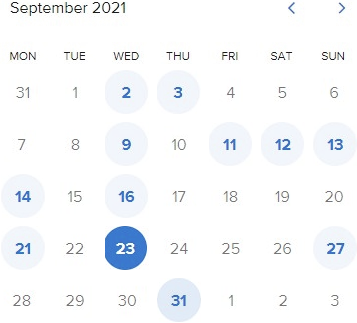 September 2021
MON TUE WED THU FRI SAT SUN
31 1 2 3 4 5 6
7 8 9 10 11 12 13
14 15 16 17 18 19 20
21 22 23 24 25 26 27
28 29 30 31 1 2 3